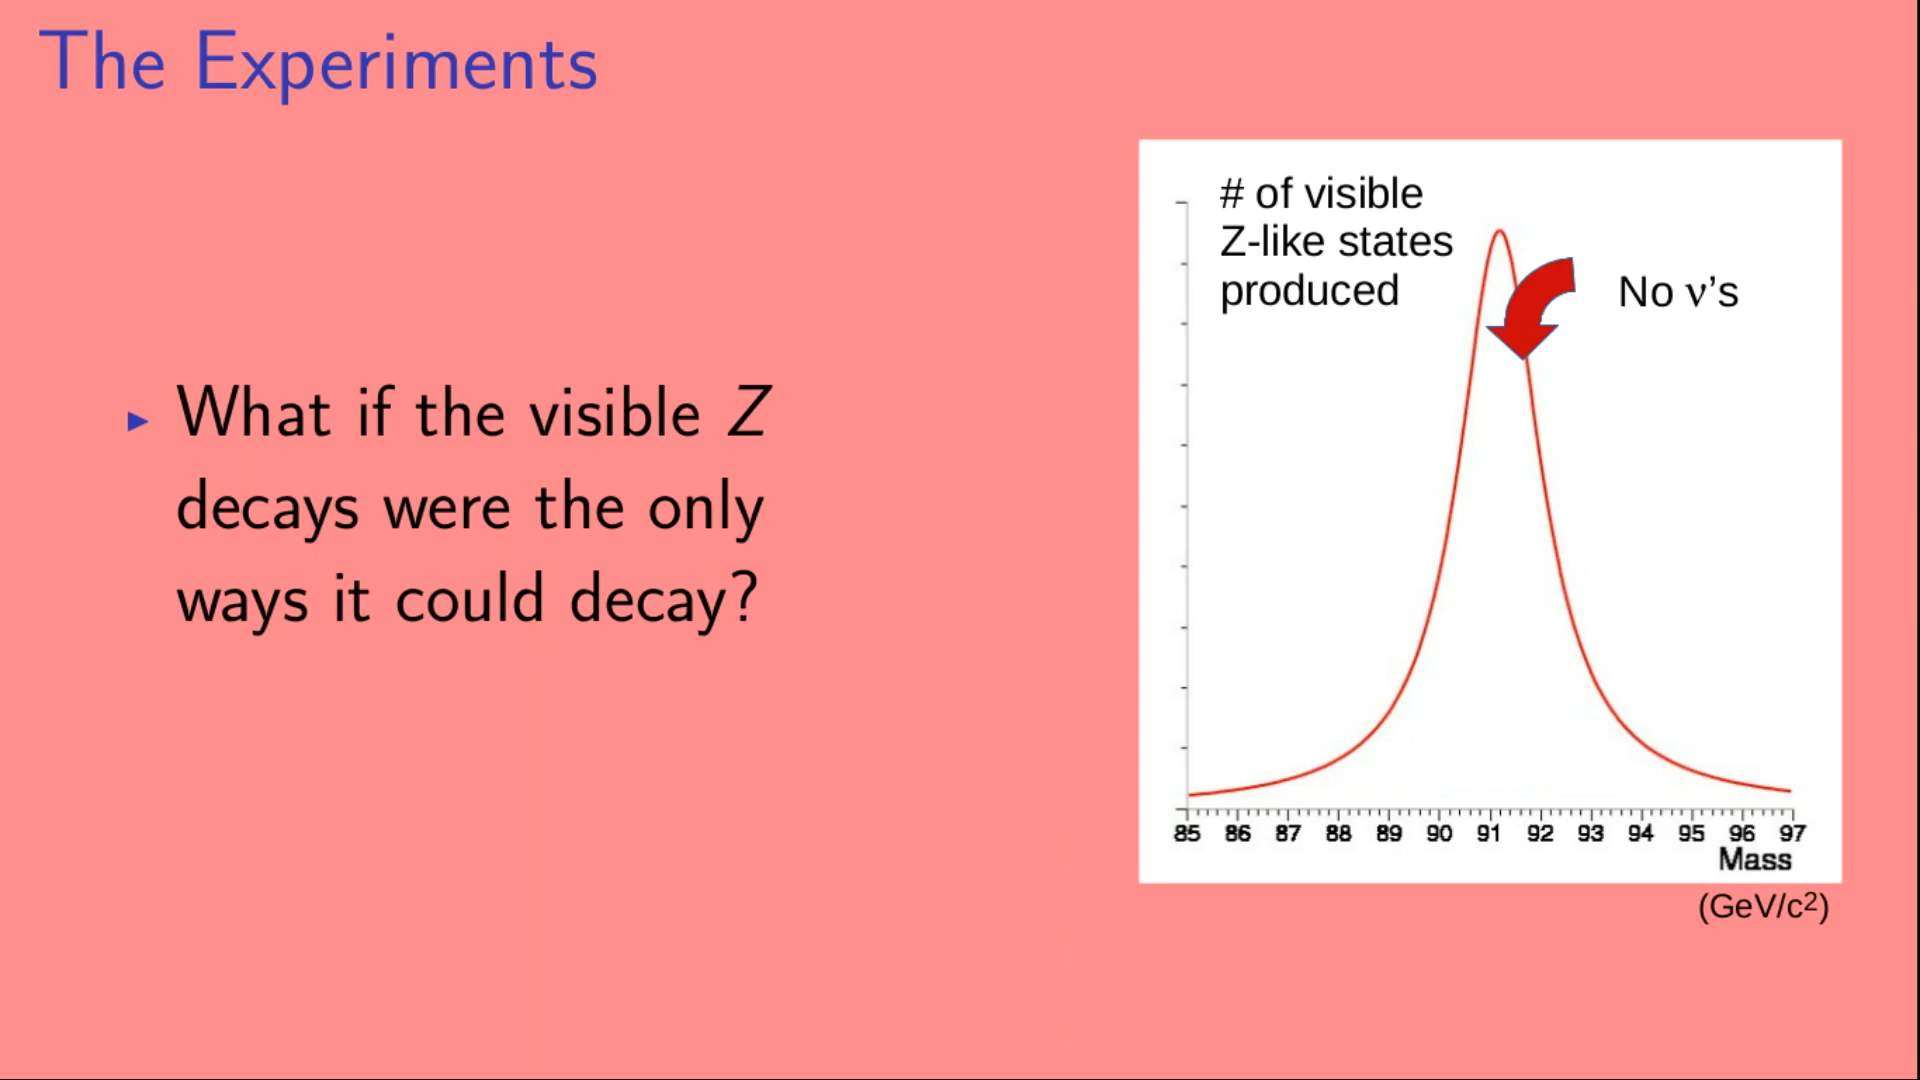 The Experiments
▸ What if the visible Z
decays were the only
ways it could decay?
# of visible
Z-like states
produced
No ν's
85 86 87 88 89 90 91 92 93 94 95 96 97
Mass
(GeV/c²)